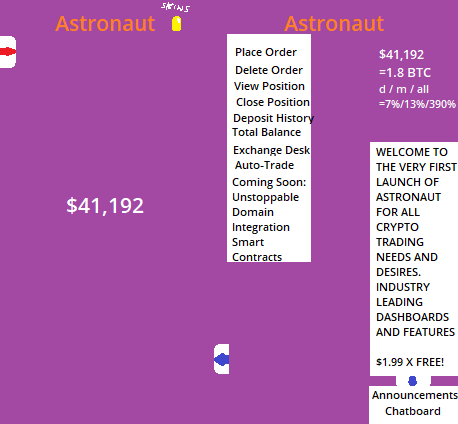 SKINS
Astronaut
$41,192
Astronaut
Place Order
Delete Order
View Position
Close Position
Deposit History
Total Balance
Exchange Desk
Auto-Trade
Coming Soon:
Unstoppable
Domain
Integration
Smart
Contracts
$41,192
=1.8 BTC
d / m / all
=7%/13%/390%
WELCOME TO
THE VERY FIRST
LAUNCH OF
ASTRONAUT
FOR ALL
CRYPTO
TRADING
NEEDS AND
DESIRES.
INDUSTRY
LEADING
DASHBOARDS
AND FEATURES
$1.99 X FREE!
Announcements
Chatboard